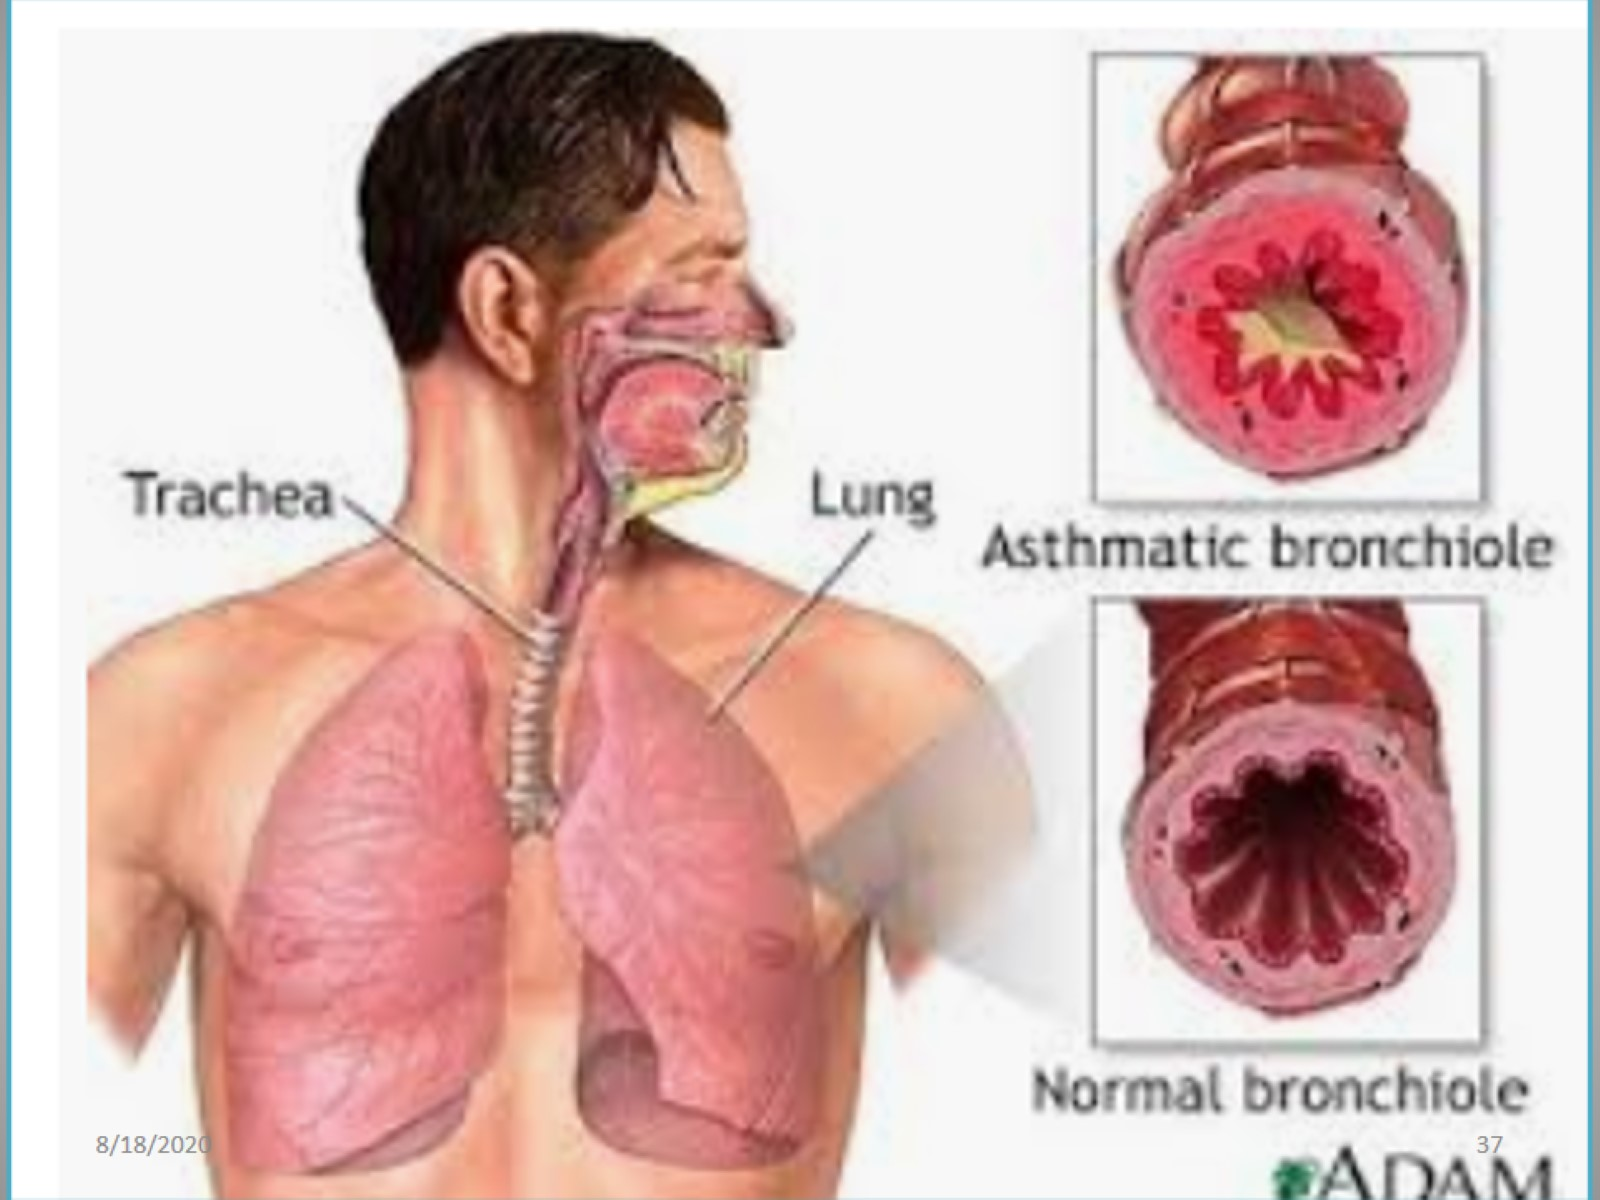 Trachea
Lung
Asthmatic bronchiole
Normal bronchiole
8/18/2020
37
ADAM